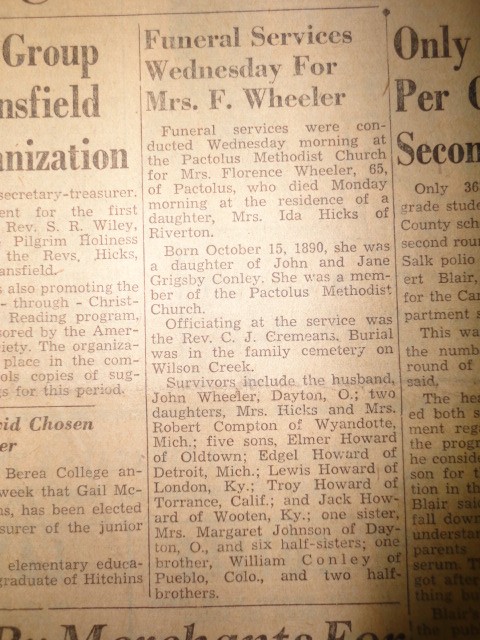 Group
nsfield
nization
secretary-treasurer.
ent for the first
Rev. S. R. Wiley,
Pilgrim Holiness
the Revs. Hicks,
ansfield.
s also promoting the
- through - Christ-
Reading program,
sored by the Amer-
iety. The organiza-
place in the com-
ols copies of sug-
gs for this period.
cid Chosen
er
Berea College an-
week that Gail Mc-
ns, has been elected
surer of the junior
elementary educa-
graduate of Hitchins
Funeral Services
Wednesday For
Mrs. F. Wheeler
Funeral services were con-
ducted Wednesday morning at
the Pactolus Methodist Church
for Mrs. Florence Wheeler, 65,
of Pactolus, who died Monday
morning at the residence of a
daughter, Mrs. Ida Hicks of
Riverton.
Born October 15, 1890, she was
a daughter of John and Jane
Grigsby Conley. She was a mem-
ber of the Pactolus Methodist
Church.
Officiating at the service was
the Rev. C. J. Cremeans. Burial
was in the family cemetery on
Wilson Creek.
Survivors include the husband,
John Wheeler, Dayton, O.; two
daughters, Mrs. Hicks and Mrs.
Robert Compton of Wyandotte,
Mich.; five sons, Elmer Howard
of Oldtown; Edgel Howard of
Detroit, Mich.; Lewis Howard of
London, Ky.; Troy Howard of
Torrance, Calif.; and Jack How-
ard of Wooten, Ky.; one sister,
Mrs. Margaret Johnson of Day-
ton, O., and six half-sisters; one
brother, William Conley of
Pueblo, Colo., and two half-
brothers.
Only
Per
Secon
Only 36
grade stude
County sch
second rou
Salk polio
ert Blair,
for the Ca
partment s
This wa
the numb
round of
said.
The hea
ed both s
ment rega
the progr
he conside
son for t
tion in th
Blair sai
fall down
understan
parents
serum. T
got after
thing bu
Blair's
By Merchants For